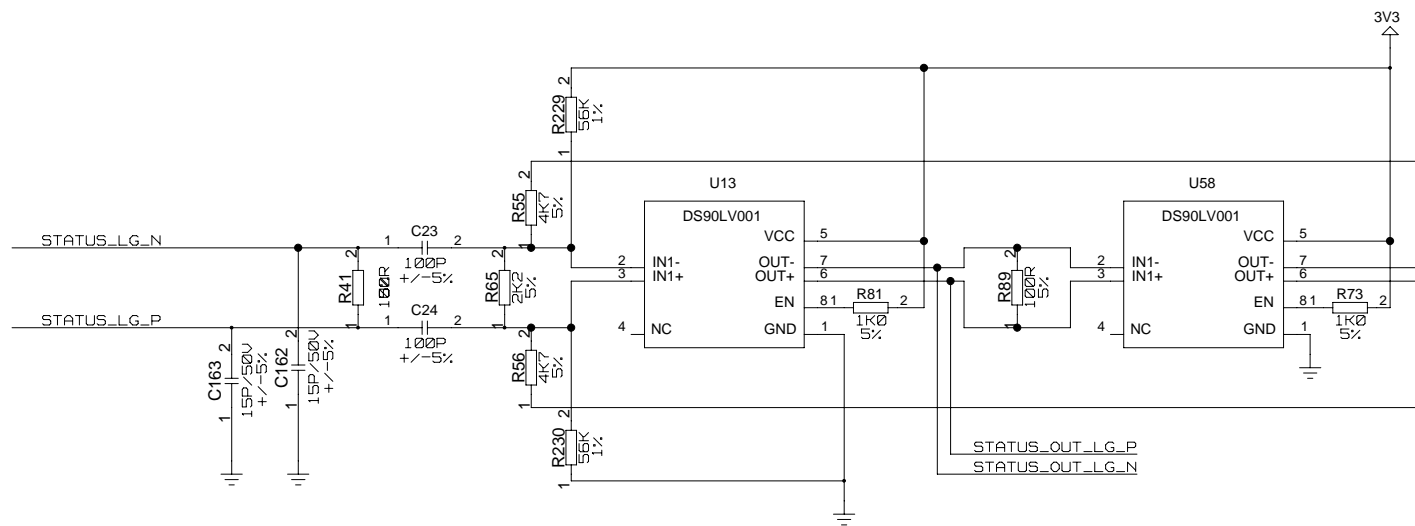 3V3
2
R229
56K
1%
1
2
R55
4K7
5%
1
U13
DS90LV001
VCC 5
2 IN1- OUT- 7
3 IN1+ OUT+ 6
EN 8
4 NC GND 1
1 R81 2
1K0
5%
U58
DS90LV001
VCC 5
2 IN1- OUT- 7
3 IN1+ OUT+ 6
EN 8
4 NC GND 1
1 R73 2
1K0
5%
2
R89
100R
5%
1
STATUS_LG_N
STATUS_LG_P
2
R41
1
1 C23 2
100P
+/-5%
1 C24 2
100P
+/-5%
2
R65
2K2
5%
1
2
R56
4K7
5%
1
2
R230
56K
1%
1
2
C163
15P/50V
+/-5%
1
2
C162
15P/50V
+/-5%
1
STATUS_OUT_LG_P
STATUS_OUT_LG_N